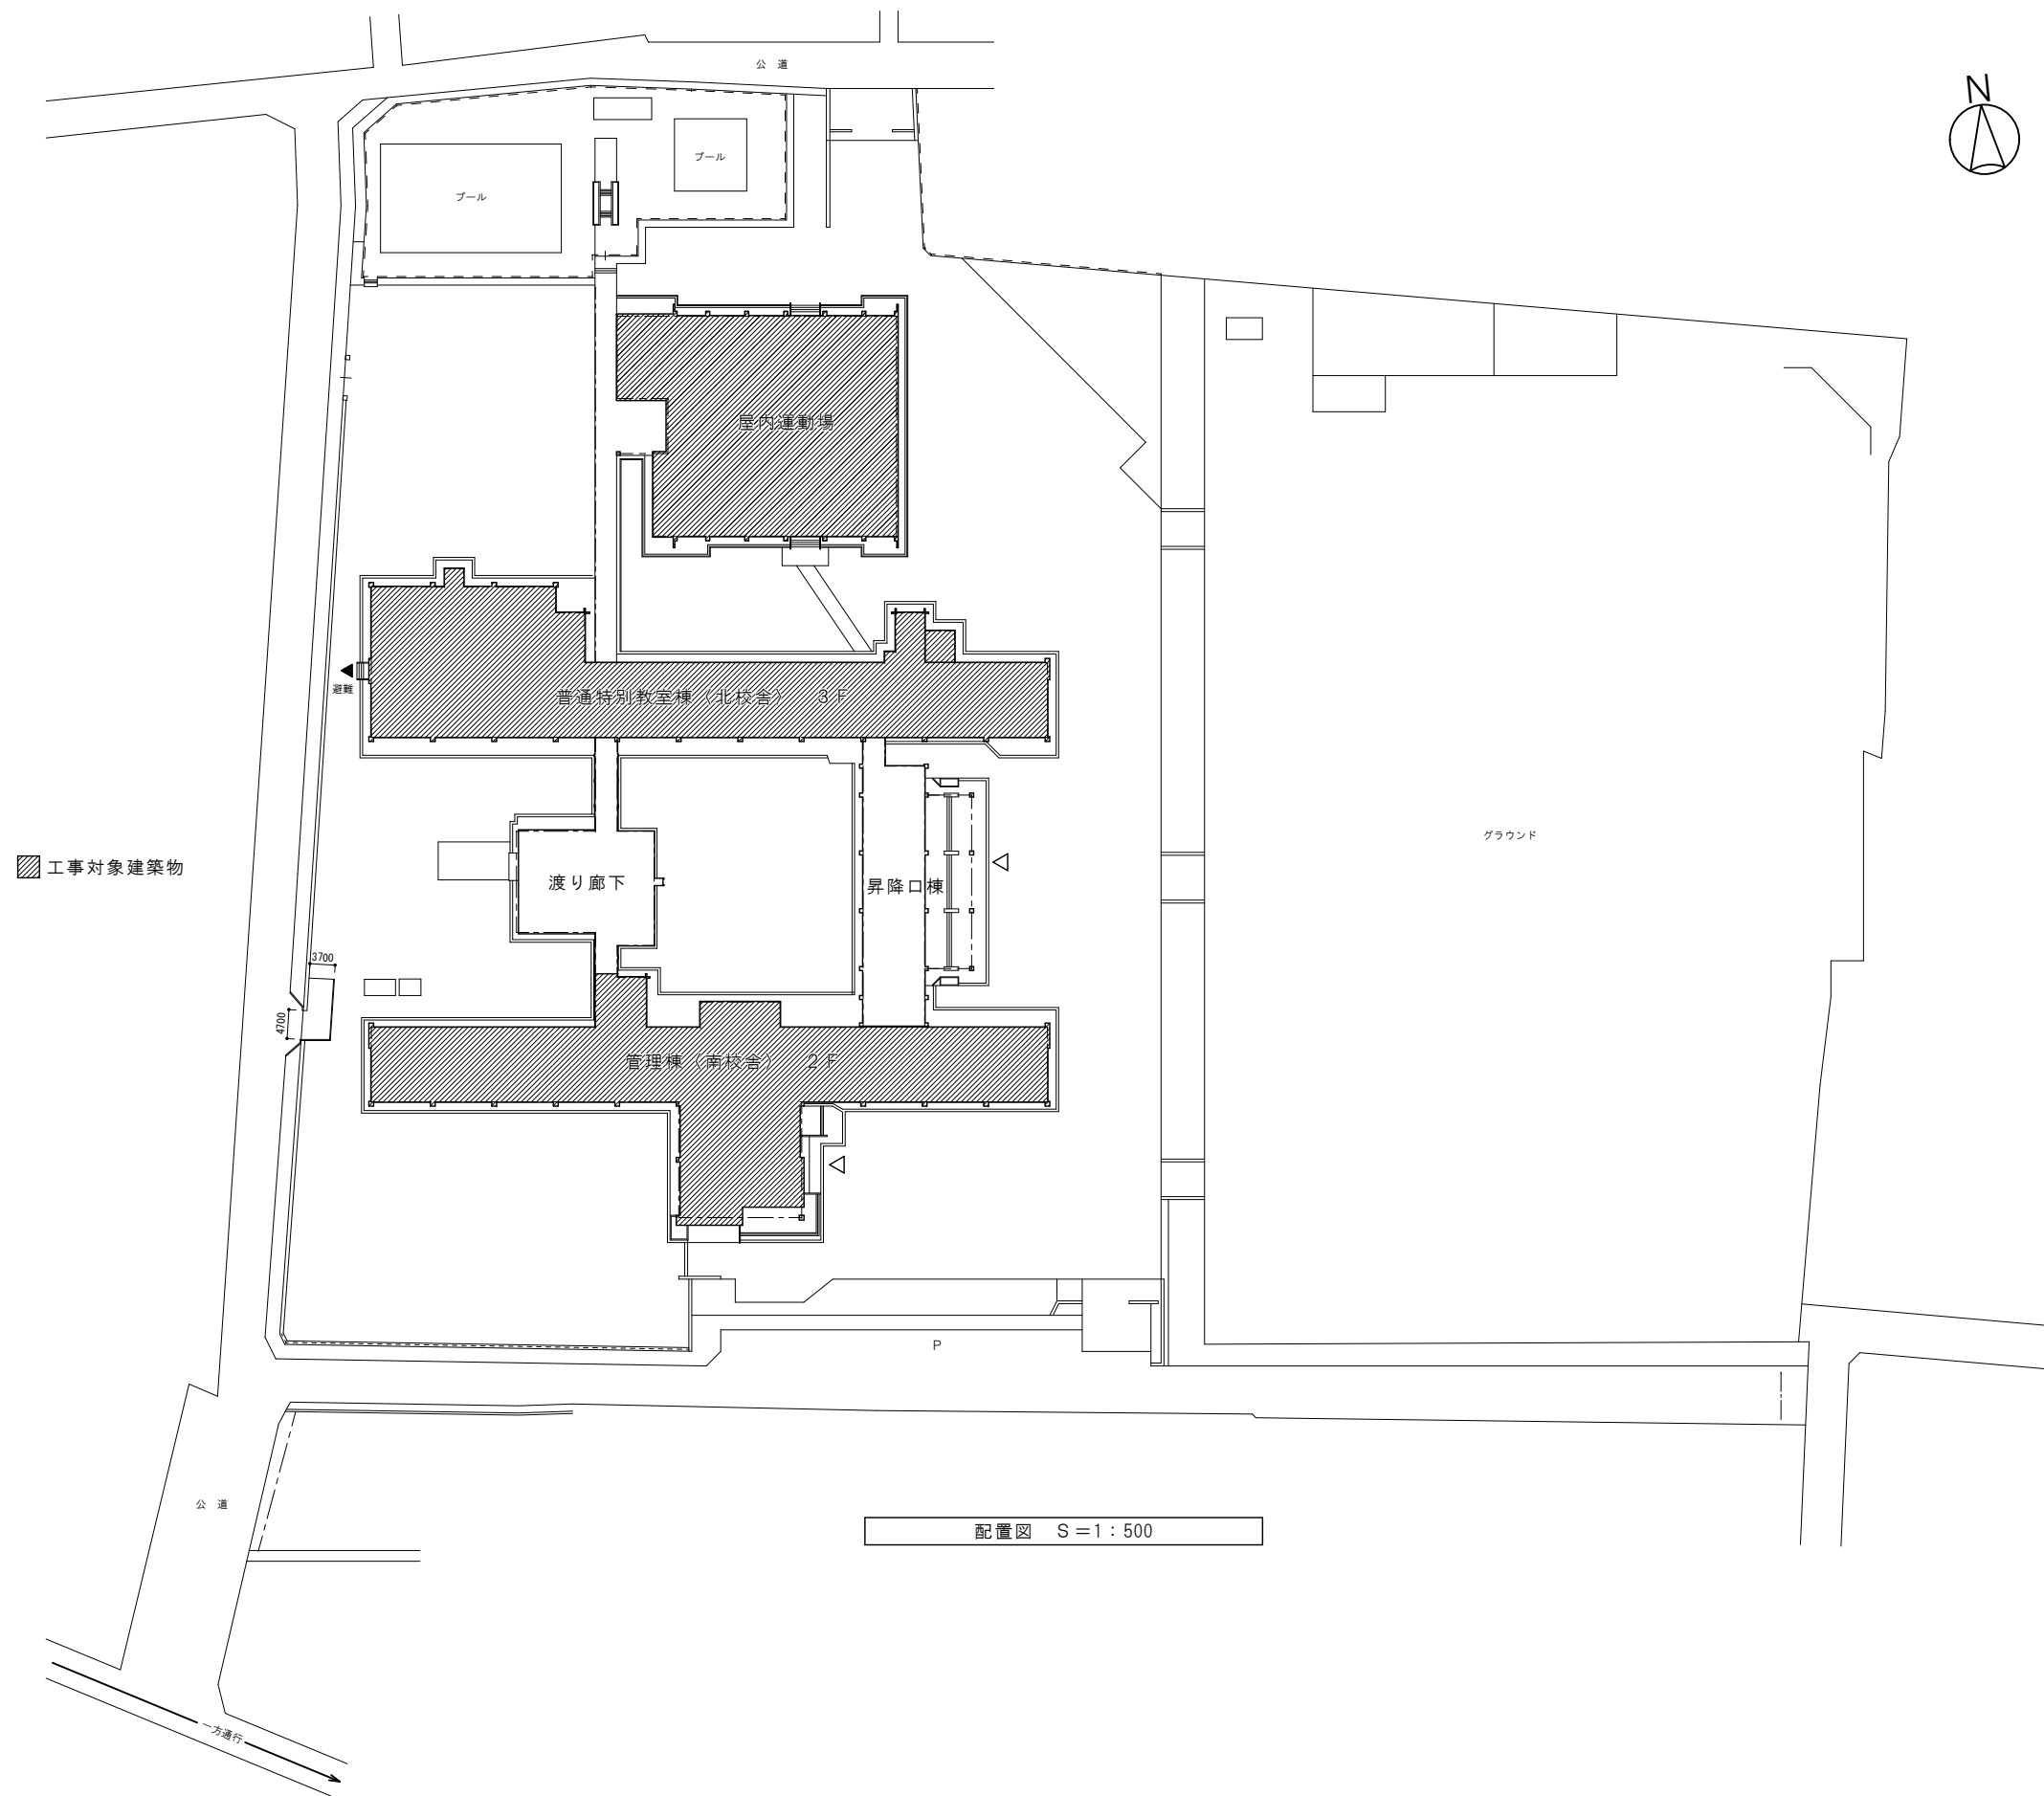 公 道
N
プール
プール
屋内運動場
避難
普通特別教室棟(北校舎) 3F
グラウンド
工事対象建築物
渡り廊下
昇降口棟
3700
4700
管理棟(南校舎) 2F
P
公 道
配置図 S=1:500
一方通行